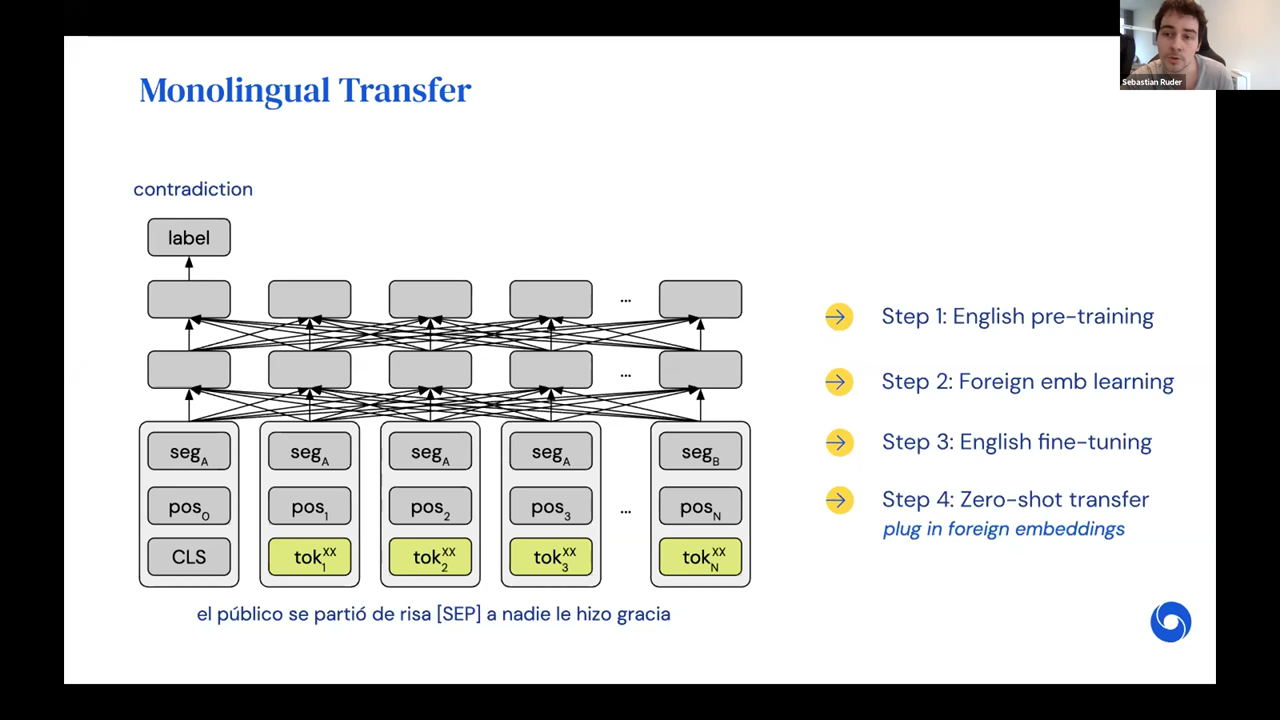 Sebastian Ruder
Monolingual Transfer
contradiction
label
...
...
seg_A seg_A seg_A seg_A seg_B
pos_0 pos_1 pos_2 pos_3 ... pos_N
CLS tok_1^xx tok_2^xx tok_3^xx tok_N^xx
el público se partió de risa [SEP] a nadie le hizo gracia
Step 1: English pre-training
Step 2: Foreign emb learning
Step 3: English fine-tuning
Step 4: Zero-shot transfer
plug in foreign embeddings